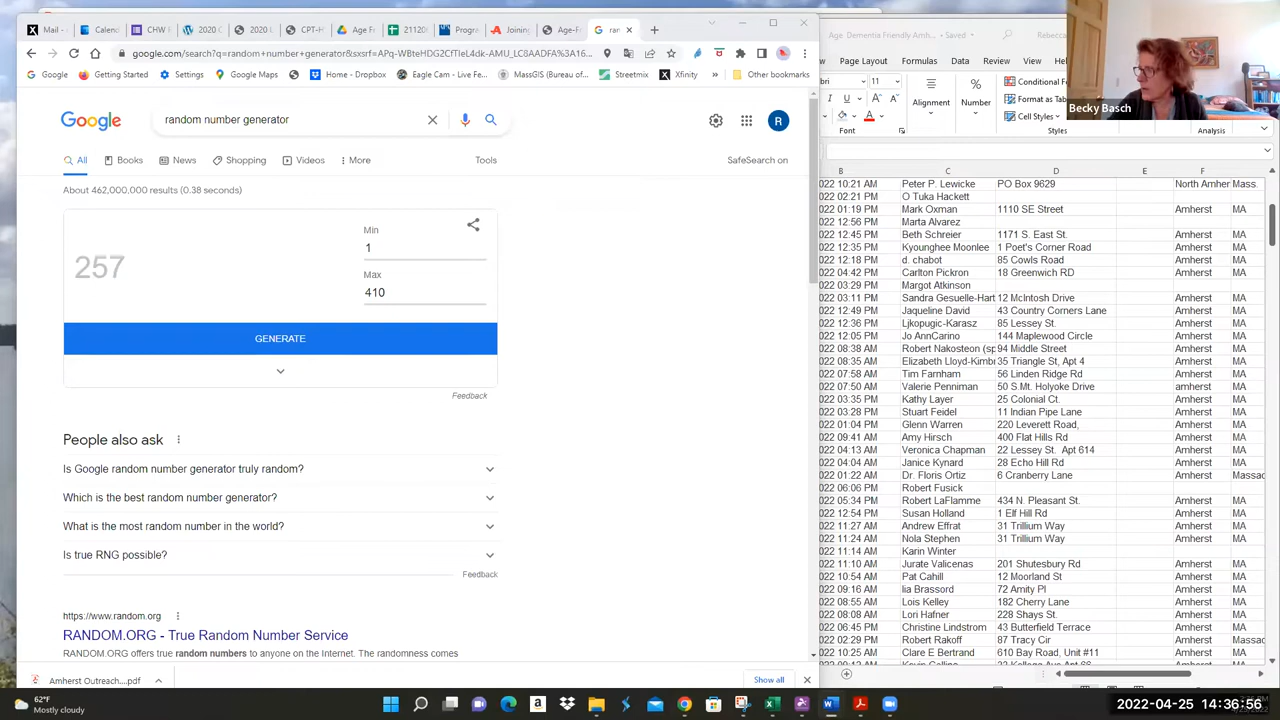 Mail -
Calend
CHW
2020 C
2020 (
CPT-H
Age F
21120
Progra
Joining
Age-F
ran
google.com/search?q=random+number+generator&sxsrf=APq-WBteHDG2CfTleL4dk-AMU_LC8AADFA%3A16...
Google
Getting Started
Settings
Google Maps
Home - Dropbox
Eagle Cam - Live Fe...
MassGIS (Bureau of...
Streetmix
Xfinity
»
Other bookmarks
Google
random number generator
R
All
Books
News
Shopping
Videos
More
Tools
SafeSearch on
About 462,000,000 results (0.38 seconds)
257
Min
1
Max
410
GENERATE
Feedback
People also ask
Is Google random number generator truly random?
Which is the best random number generator?
What is the most random number in the world?
Is true RNG possible?
Feedback
https://www.random.org
RANDOM.ORG - True Random Number Service
RANDOM.ORG offers true random numbers to anyone on the Internet. The randomness comes
Amherst Outreach....pdf
Show all
Age Dementia Friendly Amh... - Saved
Rebecca
Page Layout
Formulas
Data
Review
View
Help
bri
11
I U A^ A
Alignment
Number
Conditional F
Format as Tab
Cell Styles
Font
Styles
Analysis
Becky Basch
B C D E F
022 10:21 AM Peter P. Lewicke PO Box 9629 North Amher Mass.
022 02:21 PM O Tuka Hackett
022 01:19 PM Mark Oxman 1110 SE Street Amherst MA
022 12:56 PM Marta Alvarez
022 12:45 PM Beth Schreier 1171 S. East St. Amherst MA
022 12:35 PM Kyounghee Moonlee 1 Poet's Corner Road Amherst MA
022 12:18 PM d. chabot 85 Cowls Road Amherst MA
022 04:42 PM Carlton Pickron 18 Greenwich RD Amherst MA
022 03:29 PM Margot Atkinson
022 03:11 PM Sandra Gesuelle-Hart 12 McIntosh Drive Amherst MA
022 12:49 PM Jaqueline David 43 Country Corners Lane Amherst MA
022 12:36 PM Ljkopugic-Karasz 85 Lessey St. Amherst MA
022 12:05 PM Jo AnnCarino 144 Maplewood Circle Amherst MA
022 08:38 AM Robert Nakosteon (sp 94 Middle Street Amherst MA
022 08:35 AM Elizabeth Lloyd-Kimb 35 Triangle St, Apt 4 Amherst MA
022 07:58 AM Tim Farnham 56 Linden Ridge Rd Amherst MA
022 07:50 AM Valerie Penniman 50 S.Mt. Holyoke Drive amherst MA
022 03:35 PM Kathy Layer 25 Colonial Ct. Amherst MA
022 03:28 PM Stuart Feidel 11 Indian Pipe Lane Amherst MA
022 01:04 PM Glenn Warren 220 Leverett Road, Amherst MA
022 09:41 AM Amy Hirsch 400 Flat Hills Rd Amherst MA
022 04:13 AM Veronica Chapman 22 Lessey St. Apt 614 Amherst MA
022 04:04 AM Janice Kynard 28 Echo Hill Rd Amherst MA
022 01:22 AM Dr. Floris Ortiz 6 Cranberry Lane Amherst Massac
022 06:06 PM Robert Fusick
022 05:34 PM Robert LaFlamme 434 N. Pleasant St. Amherst MA
022 12:54 PM Susan Holland 1 Elf Hill Rd Amherst MA
022 11:27 AM Andrew Effrat 31 Trillium Way Amherst MA
022 11:24 AM Nola Stephen 31 Trillium Way Amherst MA
022 11:14 AM Karin Winter
022 11:10 AM Jurate Valicenas 201 Shutesbury Rd Amherst MA
022 10:54 AM Pat Cahill 12 Moorland St Amherst MA
022 09:16 AM lia Brassord 72 Amity Pl Amherst MA
022 08:55 AM Lois Kelley 182 Cherry Lane Amherst MA
022 08:08 AM Lori Hafner 228 Shays St. Amherst MA
022 06:45 PM Christine Lindstrom 43 Butterfield Terrace Amherst MA
022 02:29 PM Robert Rakoff 87 Tracy Cir Amherst Massac
022 10:25 AM Clare E Bertrand 610 Bay Road, Unit #11 Amherst MA
62°F
Mostly cloudy
2022-04-25 14:36:56